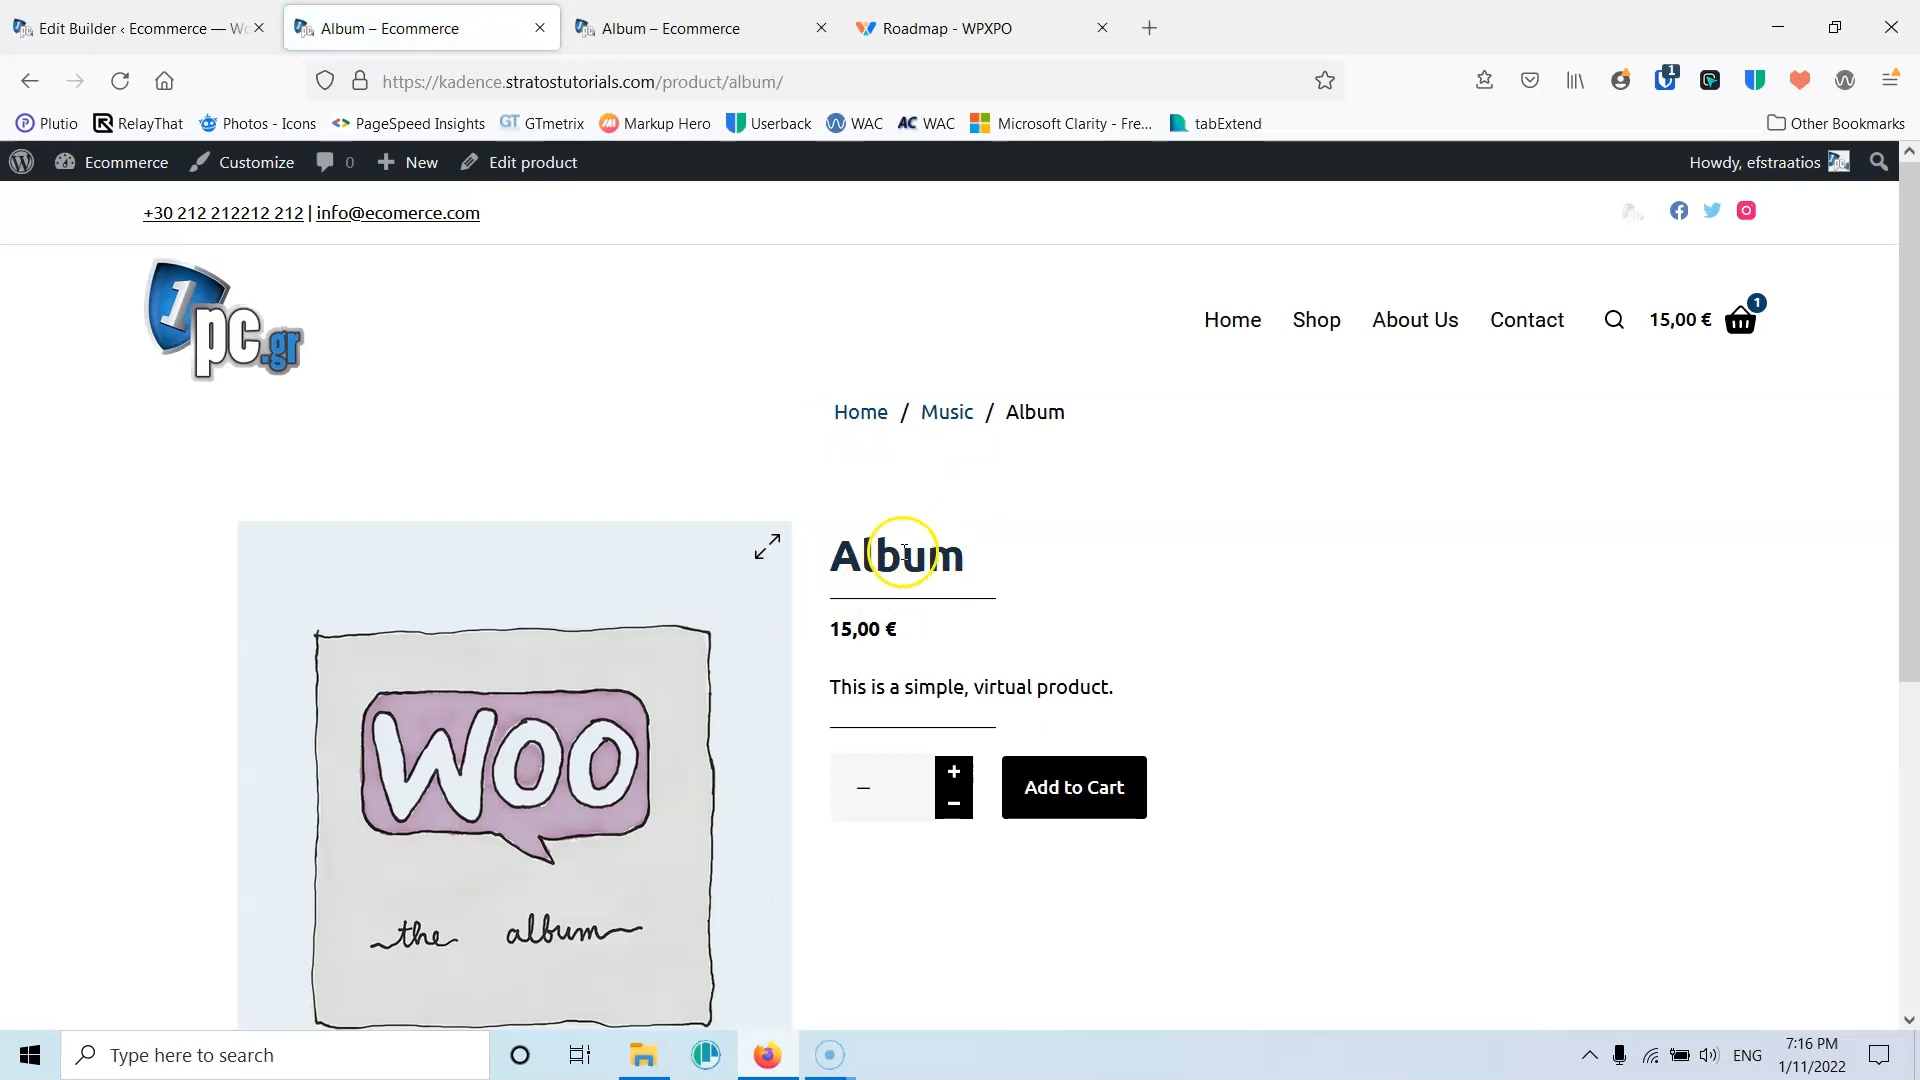 Edit Builder ‹ Ecommerce — Wo
Album – Ecommerce
Album – Ecommerce
Roadmap - WPXPO
https://kadence.stratostutorials.com/product/album/
1
Plutio
RelayThat
Photos - Icons
PageSpeed Insights
GTmetrix
Markup Hero
Userback
WAC
WAC
Microsoft Clarity - Fre...
tabExtend
Other Bookmarks
Ecommerce
Customize
0
New
Edit product
Howdy, efstraatios
+30 212 212212 212 | info@ecomerce.com
1pc.gr
Home
Shop
About Us
Contact
15,00 €
1
Home / Music / Album
Album
15,00 €
This is a simple, virtual product.
+
−
Add to Cart
WOO
the album
Type here to search
ENG
7:16 PM
1/11/2022